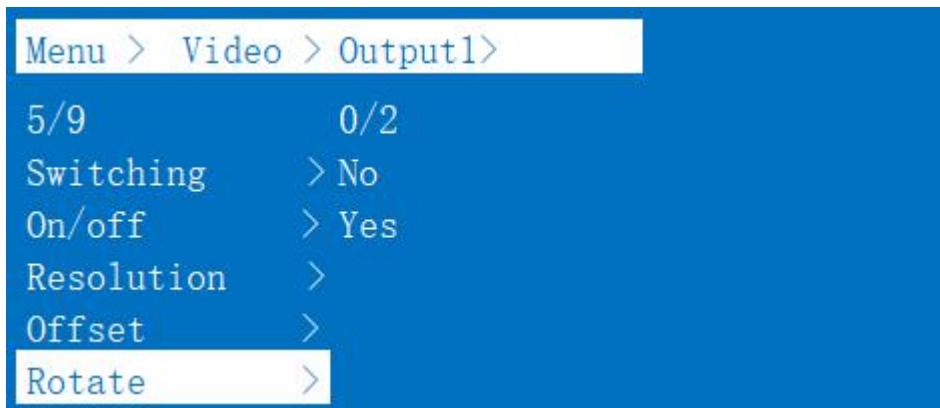 Menu > Video > Output1>
5/9 0/2
Switching > No
On/off > Yes
Resolution >
Offset >
Rotate >